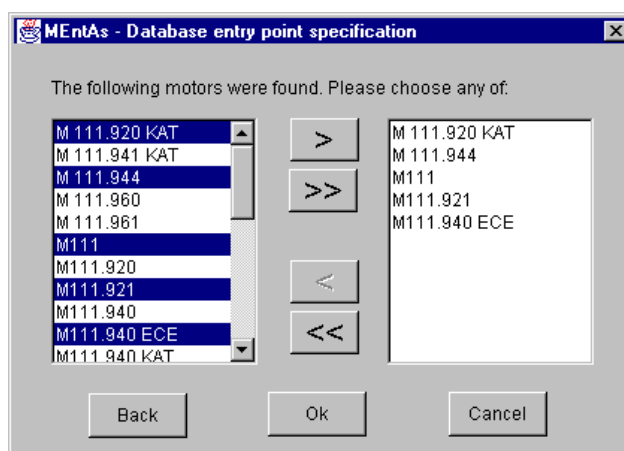 MEntAs - Database entry point specification
The following motors were found. Please choose any of:
M 111.920 KAT
M 111.941 KAT
M 111.944
M 111.960
M 111.961
M111
M111.920
M111.921
M111.940
M111.940 ECE
M111.940 KAT
>
>>
<
<<
M 111.920 KAT
M 111.944
M111
M111.921
M111.940 ECE
Back
Ok
Cancel